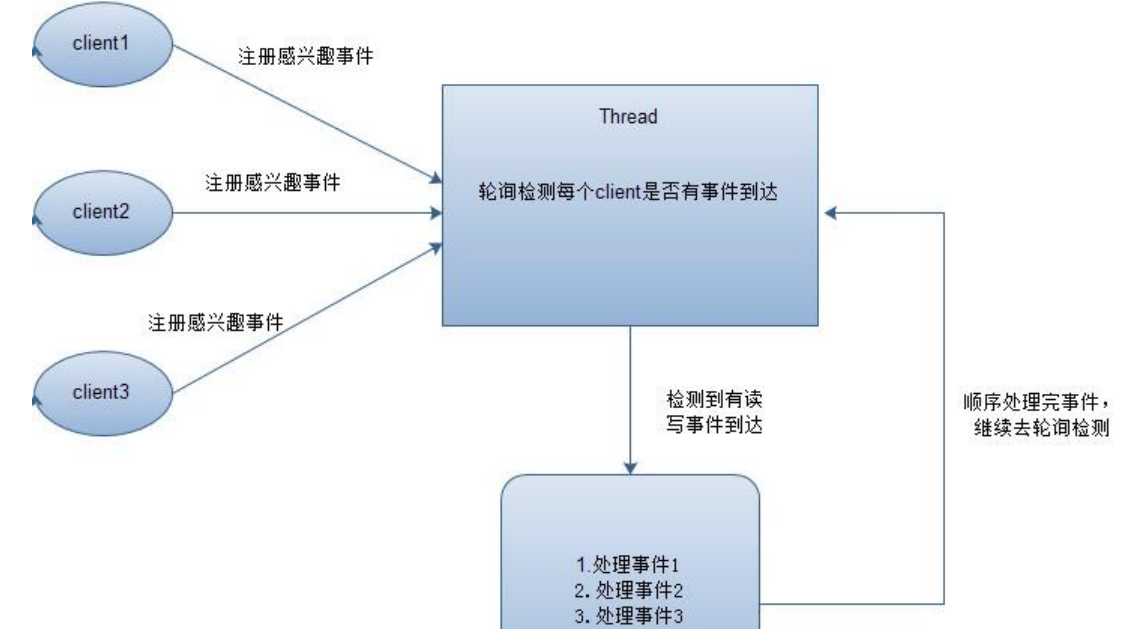 client1
注册感兴趣事件
Thread
轮询检测每个client是否有事件到达
client2
注册感兴趣事件
client3
注册感兴趣事件
检测到有读
写事件到达
顺序处理完事件，
继续去轮询检测
1.处理事件1
2. 处理事件2
3. 处理事件3